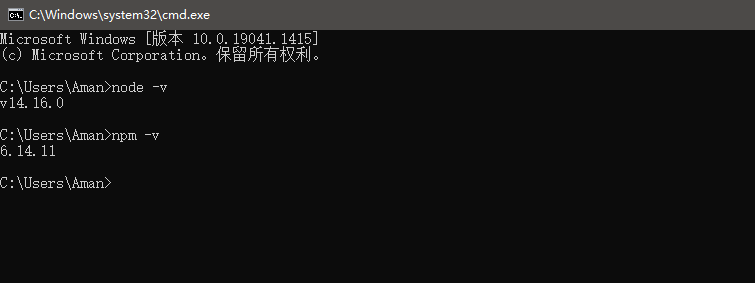 C:\Windows\system32\cmd.exe
Microsoft Windows [版本 10.0.19041.1415]
(c) Microsoft Corporation。保留所有权利。
C:\Users\Aman>node -v
v14.16.0
C:\Users\Aman>npm -v
6.14.11
C:\Users\Aman>